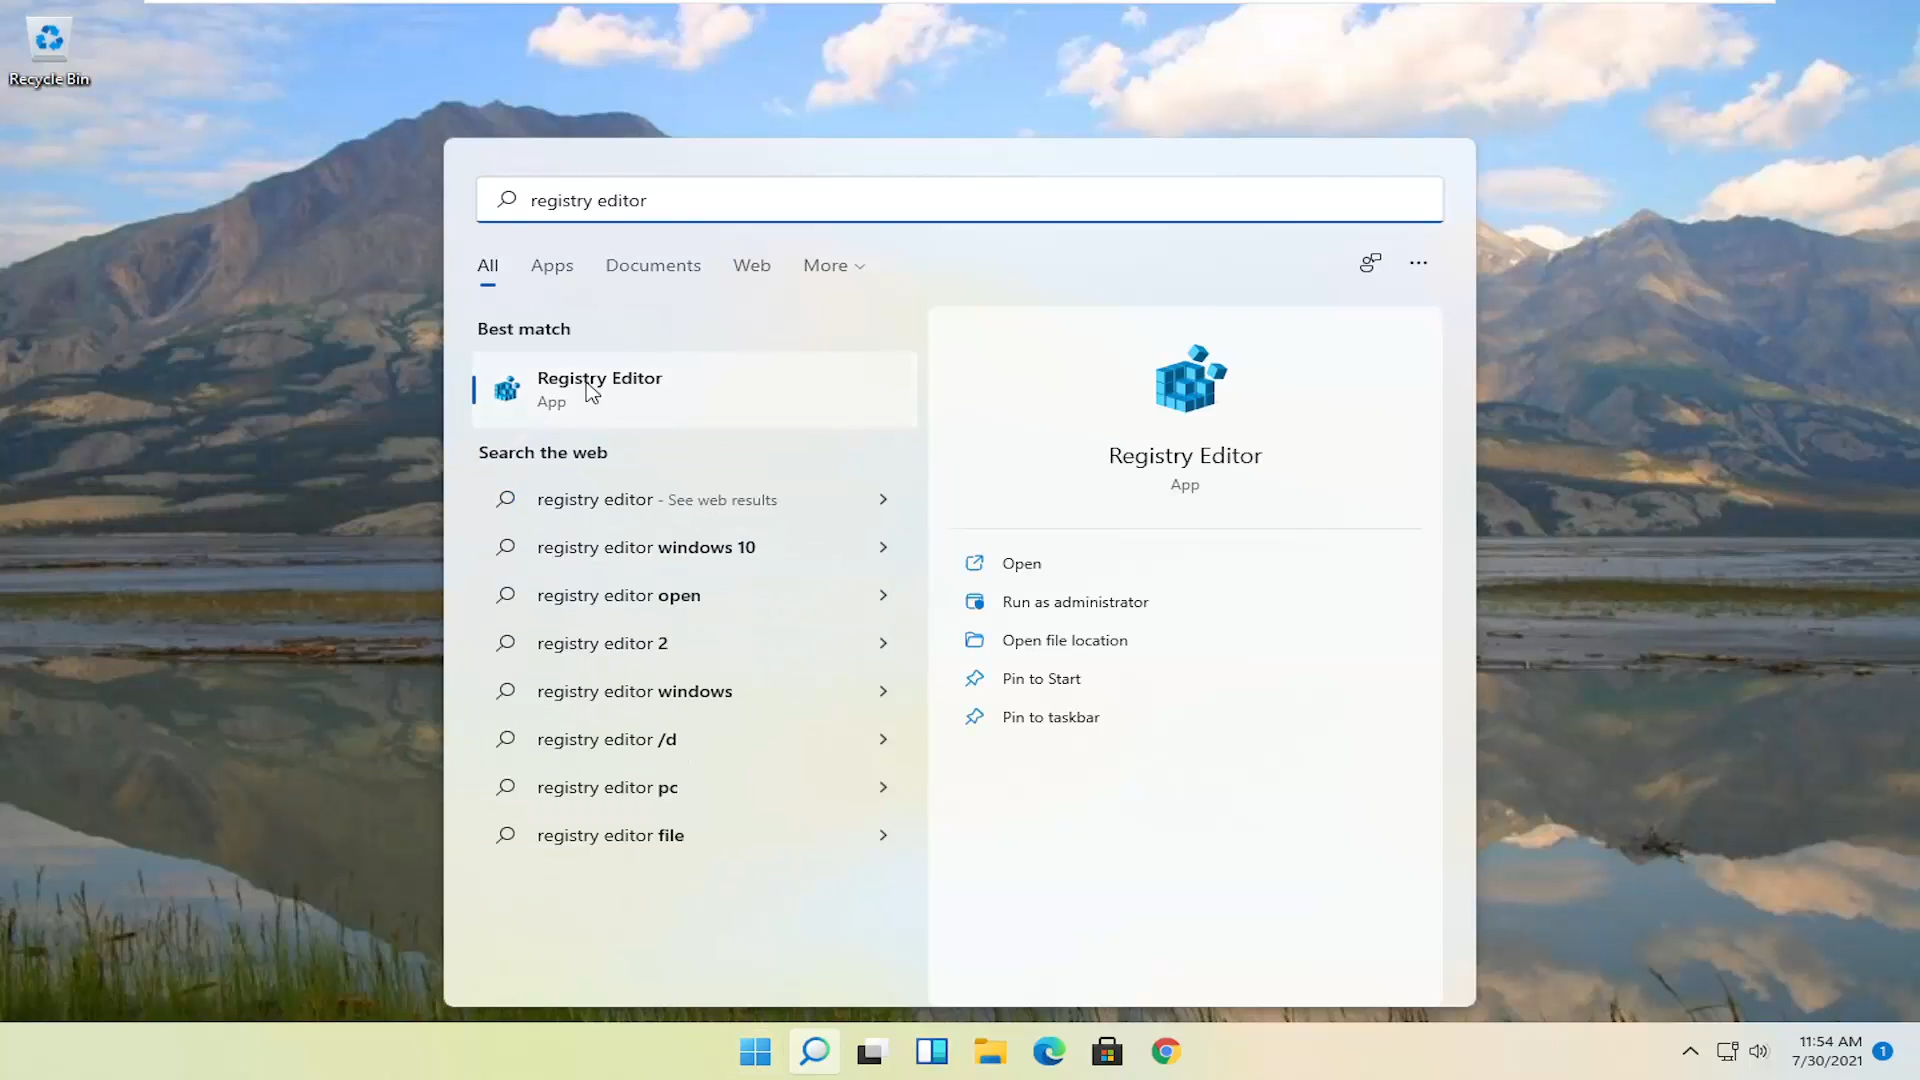 Recycle Bin
registry editor
All Apps Documents Web More
Best match
Registry Editor
App
Search the web
registry editor - See web results
registry editor windows 10
registry editor open
registry editor 2
registry editor windows
registry editor /d
registry editor pc
registry editor file
Registry Editor
App
Open
Run as administrator
Open file location
Pin to Start
Pin to taskbar
11:54 AM
7/30/2021
1